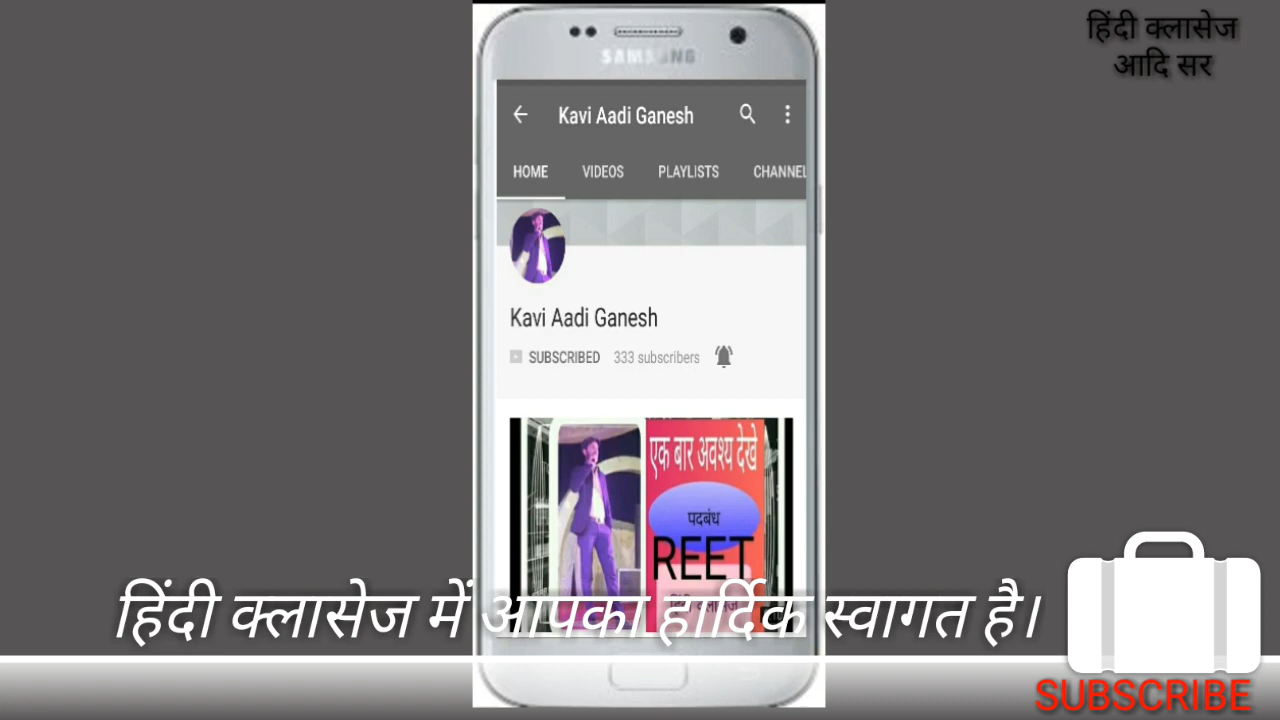 हिंदी क्लासेज
आदि सर
SAMSUNG
Kavi Aadi Ganesh
HOME VIDEOS PLAYLISTS CHANNEL
Kavi Aadi Ganesh
SUBSCRIBED 333 subscribers
एक बार अवश्य देखे
पदबंध
REET
हिंदी क्लासेज
हिंदी क्लासेज में आपका हार्दिक स्वागत है।
SUBSCRIBE